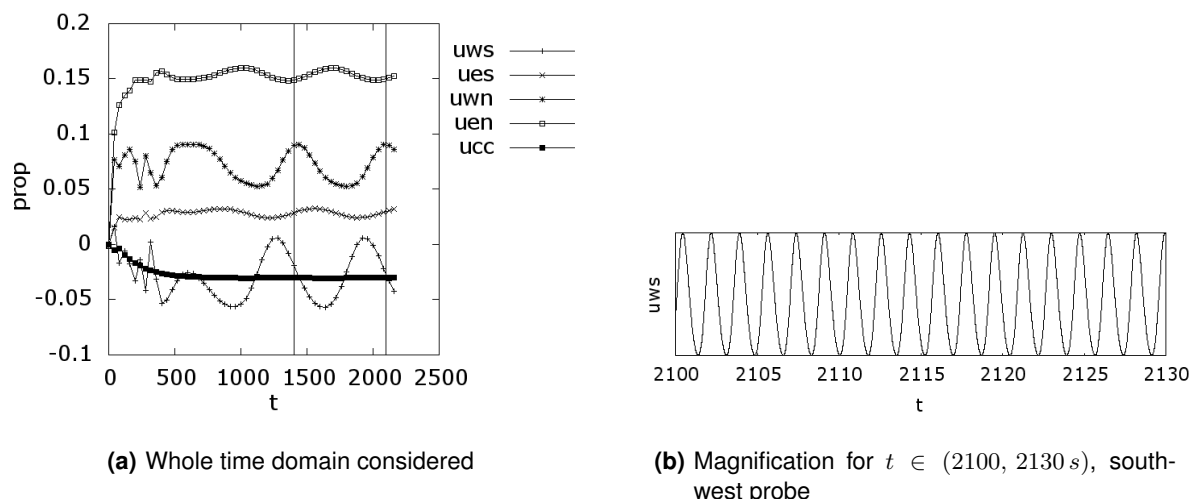 0.2
0.15
0.1
0.05
0
-0.05
-0.1
prop
0 500 1000 1500 2000 2500
t
uws
ues
uwn
uen
ucc
(a) Whole time domain considered
uws
2100 2105 2110 2115 2120 2125 2130
t
(b) Magnification for t ∈ (2100, 2130 s), south-
west probe